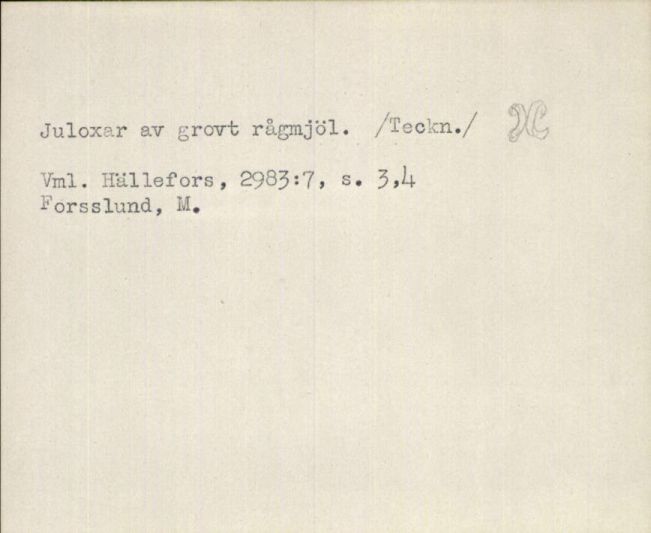 Juloxar av grovt rågmjöl. /Teckn./
Vml. Hällefors, 2983:7, s. 3,4
Forsslund, M.